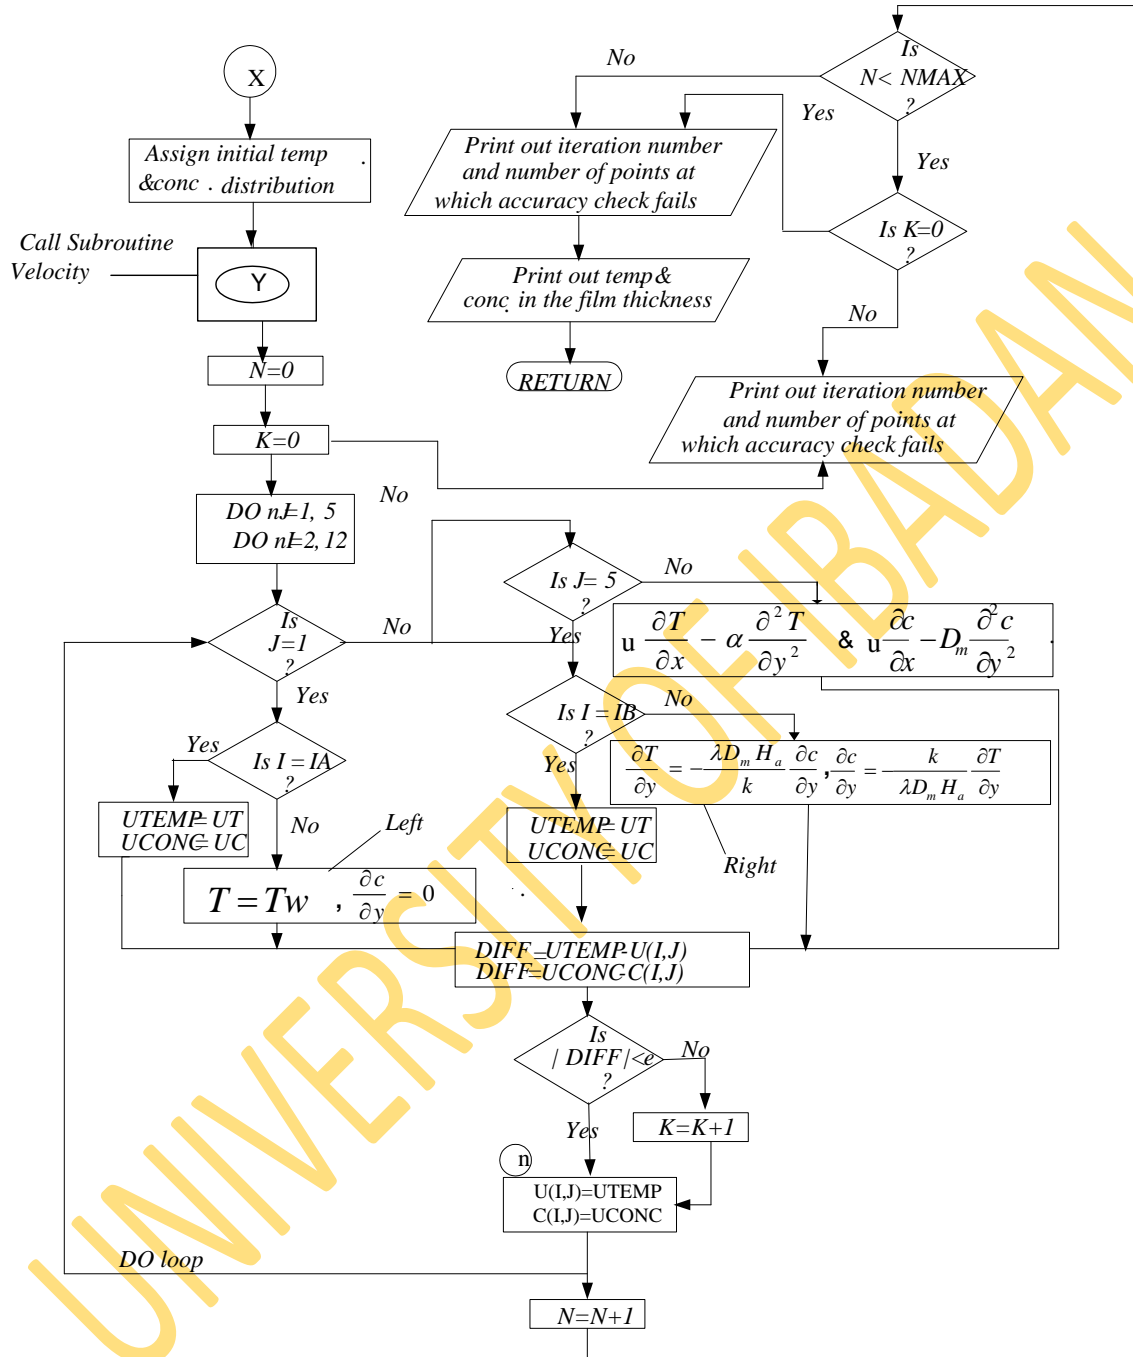 X
Assign initial temp .
&conc . distribution
Call Subroutine
Velocity
Y
N=0
K=0
DO nJ=1, 5
DO nI=2, 12
Is
J=1
?
No
Yes
Is I = IA
?
Yes
No
UTEMP=UT
UCONC=UC
Left
T = Tw , ∂c/∂y = 0
No
Is J= 5
?
No
Yes
u ∂T/∂x − α ∂²T/∂y² & u ∂c/∂x − Dₘ ∂²c/∂y² .
Is I = IB
?
No
Yes
∂T/∂y = − λDₘHₐ/k ∂c/∂y , ∂c/∂y = k/λDₘHₐ ∂T/∂y
Right
UTEMP=UT
UCONC=UC
DIFF=UTEMP-U(I,J)
DIFF=UCONC-C(I,J)
Is
| DIFF |<e
?
No
Yes
K=K+1
n
U(I,J)=UTEMP
C(I,J)=UCONC
DO loop
N=N+1
Is
N< NMAX
?
No
Yes
Yes
Is K=0
?
No
Print out iteration number
and number of points at
which accuracy check fails
Print out temp&
conc. in the film thickness
RETURN
Print out iteration number
and number of points at
which accuracy check fails
UNIVERSITY OF IBADAN